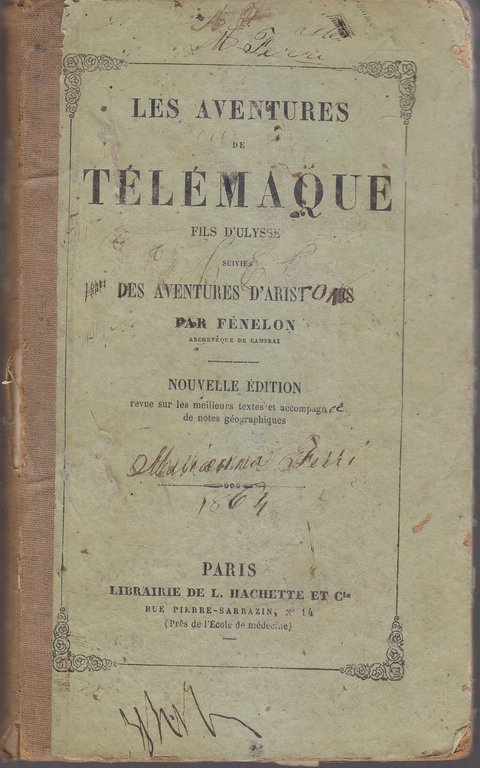 M Ferri
LES AVENTURES
DE
TÉLÉMAQUE
FILS D'ULYSSE
SUIVIES
DES AVENTURES D'ARISTONOUS
PAR FÉNELON
ARCHEVÊQUE DE CAMBRAI
NOUVELLE ÉDITION
revue sur les meilleurs textes et accompagnée
de notes géographiques
Marianna Ferri
1864
PARIS
LIBRAIRIE DE L. HACHETTE ET Cie
RUE PIERRE-SARRAZIN, No 14
(Près de l'École de médecine)